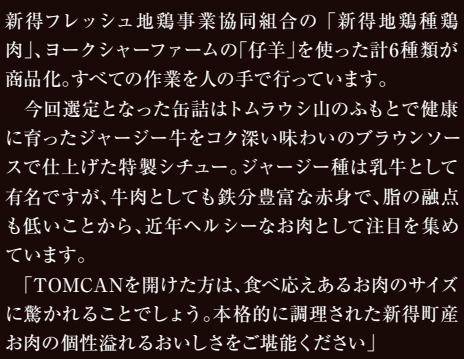 新得フレッシュ地鶏事業協同組合の「新得地鶏種鶏
肉」、ヨークシャーファームの「仔羊」を使った計6種類が
商品化。すべての作業を人の手で行っています。
　今回選定となった缶詰はトムラウシ山のふもとで健康
に育ったジャージー牛をコク深い味わいのブラウンソー
スで仕上げた特製シチュー。ジャージー種は乳牛として
有名ですが、牛肉としても鉄分豊富な赤身で、脂の融点
も低いことから、近年ヘルシーなお肉として注目を集め
ています。
　「TOMCANを開けた方は、食べ応えあるお肉のサイズ
に驚かれることでしょう。本格的に調理された新得町産
お肉の個性溢れるおいしさをご堪能ください」